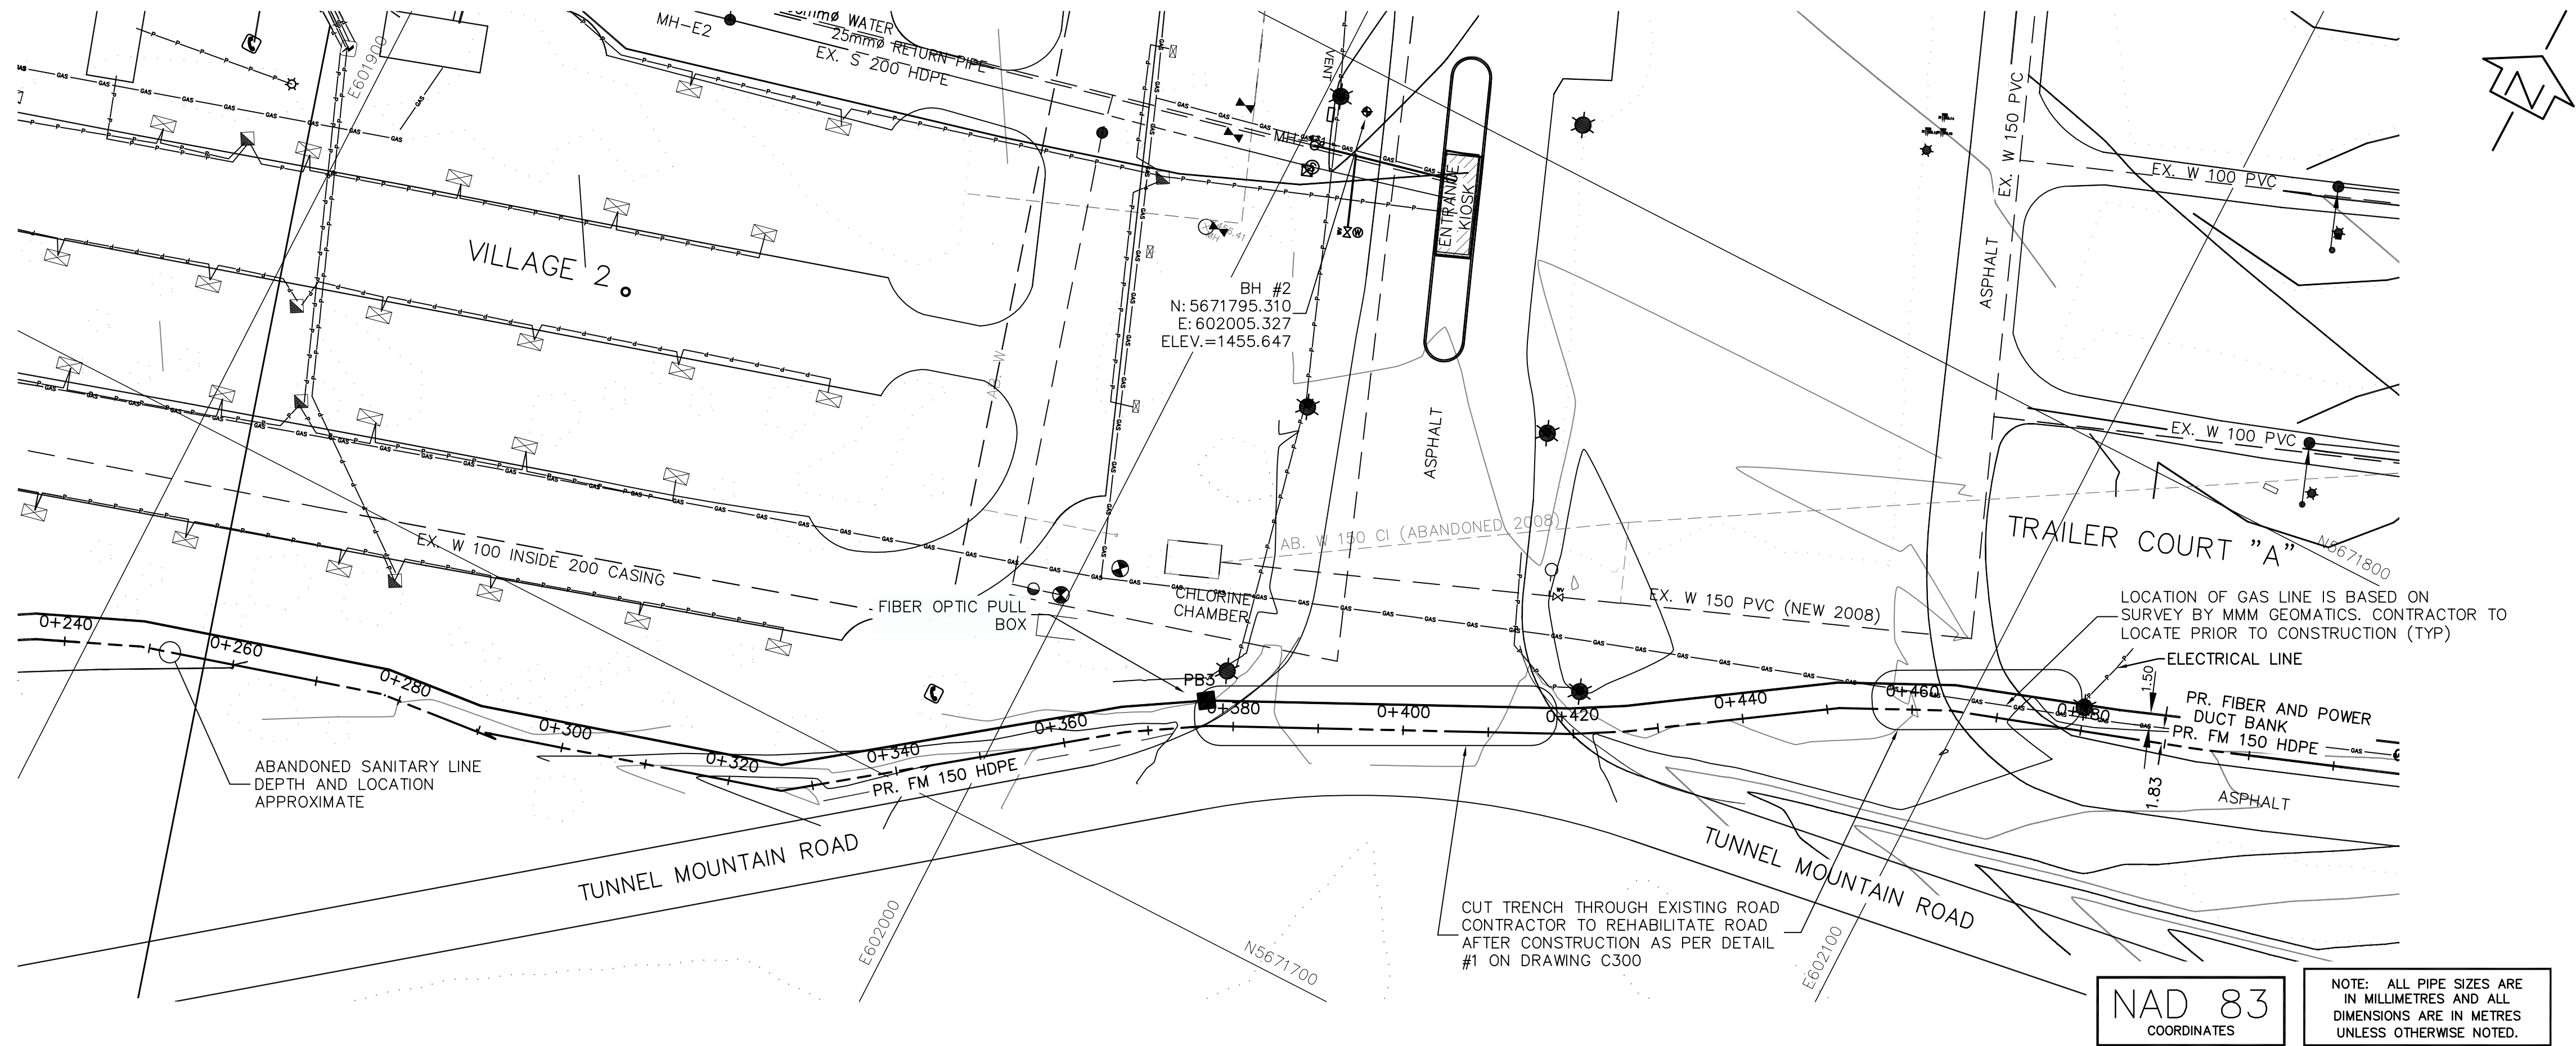 MH-E2
WATER
25mmø RETURN PIPE
EX. S 200 HDPE
VENT
E601900
GAS
ENTRANCE
KIOSK
EX. W 150 PVC
EX. W 150 PVC
EX. W 100 PVC
N
VILLAGE 2
BH #2
N: 5671795.310
E: 602005.327
ELEV.=1455.647
AB. W
ASPHALT
ASPHALT
EX. W 100 PVC
TRAILER COURT "A"
N5671800
AB. W 150 CI (ABANDONED 2008)
EX. W 100 INSIDE 200 CASING
FIBER OPTIC PULL
BOX
CHLORINE
CHAMBER
EX. W 150 PVC (NEW 2008)
LOCATION OF GAS LINE IS BASED ON
SURVEY BY MMM GEOMATICS. CONTRACTOR TO
LOCATE PRIOR TO CONSTRUCTION (TYP)
ELECTRICAL LINE
PB3
0+240
0+260
0+280
0+300
0+320
0+340
0+360
0+380
0+400
0+420
0+440
0+460
0+480
1.50
PR. FIBER AND POWER
DUCT BANK
PR. FM 150 HDPE
GAS
1.83
ASPHALT
ABANDONED SANITARY LINE
DEPTH AND LOCATION
APPROXIMATE
PR. FM 150 HDPE
TUNNEL MOUNTAIN ROAD
TUNNEL MOUNTAIN ROAD
E602000
N5671700
E602100
CUT TRENCH THROUGH EXISTING ROAD
CONTRACTOR TO REHABILITATE ROAD
AFTER CONSTRUCTION AS PER DETAIL
#1 ON DRAWING C300
NAD 83
COORDINATES
NOTE: ALL PIPE SIZES ARE
IN MILLIMETRES AND ALL
DIMENSIONS ARE IN METRES
UNLESS OTHERWISE NOTED.